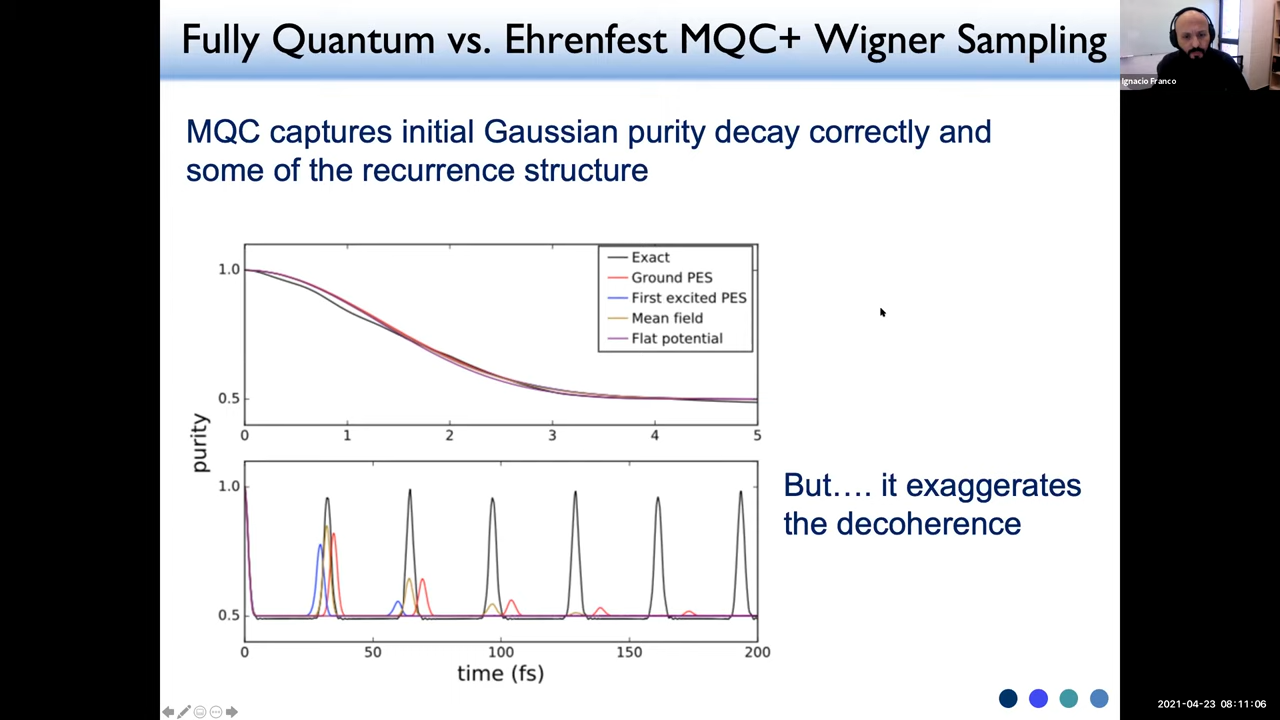 Fully Quantum vs. Ehrenfest MQC+ Wigner Sampling
Ignacio Franco
MQC captures initial Gaussian purity decay correctly and
some of the recurrence structure
1.0
0.5
0 1 2 3 4 5
Exact
Ground PES
First excited PES
Mean field
Flat potential
purity
1.0
0.5
0 50 100 150 200
time (fs)
But…. it exaggerates
the decoherence
2021-04-23 08:11:06